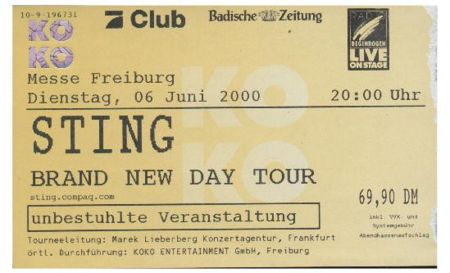 10-9-196731
KO
KO
Club
Badische Zeitung
REGENBOGEN
LIVE
ON STAGE
Messe Freiburg
Dienstag, 06 Juni 2000 20:00 Uhr
STING
BRAND NEW DAY TOUR
sting.compaq.com
69,90 DM
unbestuhlte Veranstaltung
inkl. VVK- und
Systemgebühr
Abendkassenaufschlag
Tourneeleitung: Marek Lieberberg Konzertagentur, Frankfurt
örtl. Durchführung: KOKO ENTERTAINMENT GmbH, Freiburg
KO
KO